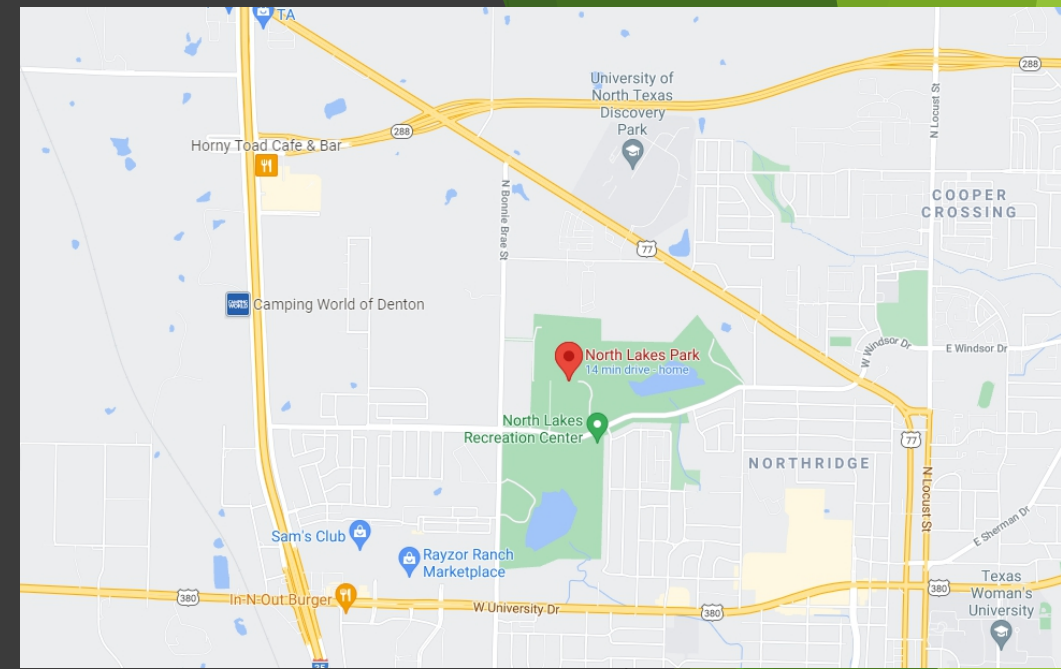 TA
288
University of
North Texas
Discovery
Park
288
N Locust St
Horny Toad Cafe & Bar
COOPER
CROSSING
N Bonnie Brae St
77
CAMPING
WORLD
Camping World of Denton
W Windsor Dr
E Windsor Dr
North Lakes Park
14 min drive - home
North Lakes
Recreation Center
77
NORTHRIDGE
N Locust St
E Sherman Dr
Sam's Club
Rayzor Ranch
Marketplace
Texas
Woman's
University
380
In-N-Out Burger
W University Dr
380
380
35